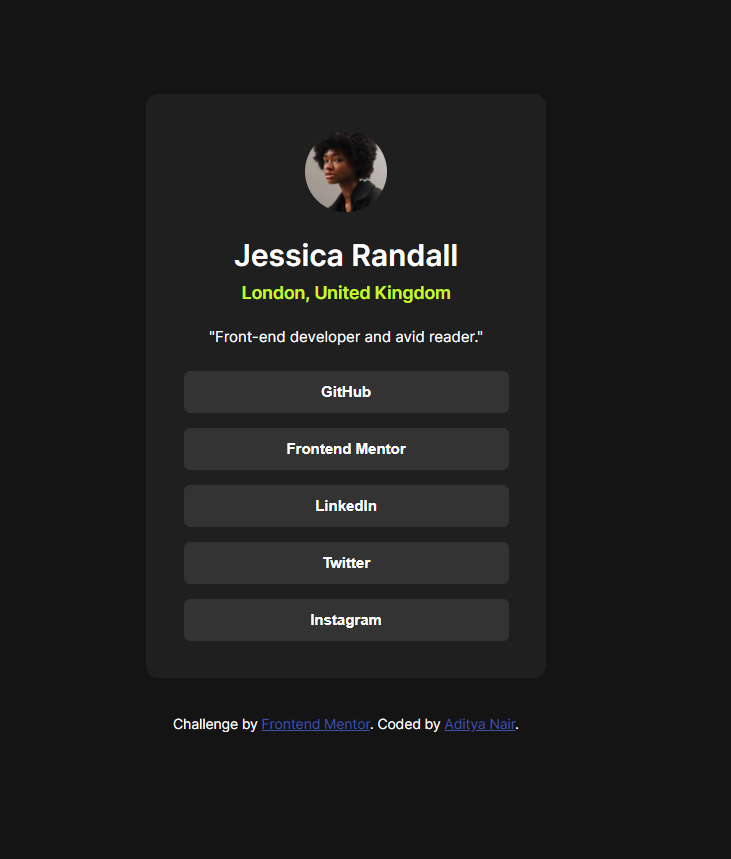 Jessica Randall
London, United Kingdom
"Front-end developer and avid reader."
GitHub
Frontend Mentor
LinkedIn
Twitter
Instagram
Challenge by Frontend Mentor. Coded by Aditya Nair.